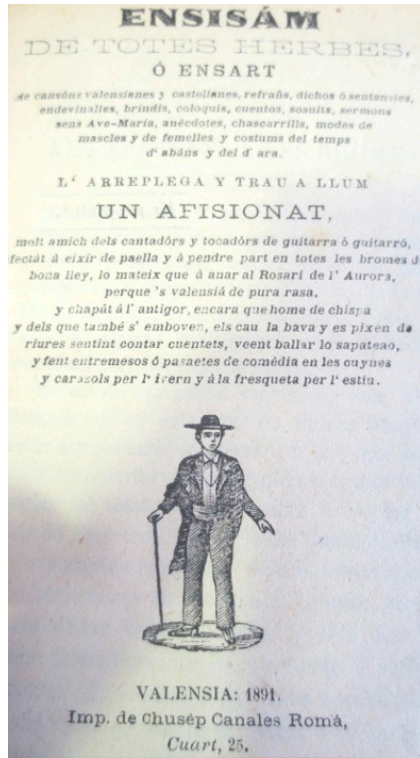 ENSISÁM
DE TOTES HERBES,
Ó ENSART
de cansóns valensianes y castellanes, refrañs, dichos ó sentensies,
endevinalles, brindis, coloquis, cuentos, sosuits, sermons
sens Ave-María, anécdotes, chascarrills, modes de
mascles y de femelles y costums del temps
d' abáns y del d' ara.
L' ARREPLEGA Y TRAU A LLUM
UN AFISIONAT,
molt amich dels cantadórs y tocadórs de guitarra ó guitarró,
fectát á eixir de paella y á pendre part en totes les bromes d
bona lley, lo mateix que á anar al Rosari de l' Aurora,
perque 's valensiá de pura rasa,
y chapát á l' antigor, encara que home de chispa
y dels que també s' emboven, els cau la bava y es pixen de
riures sentint contar cuentets, veent ballar lo sapateao,
y fent entremesos ó pasaetes de comédia en les cuynes
y carasols per l' ivern y á la fresqueta per l' estiu.
VALENSIA: 1891.
Imp. de Chusép Canales Romá,
Cuart, 25.